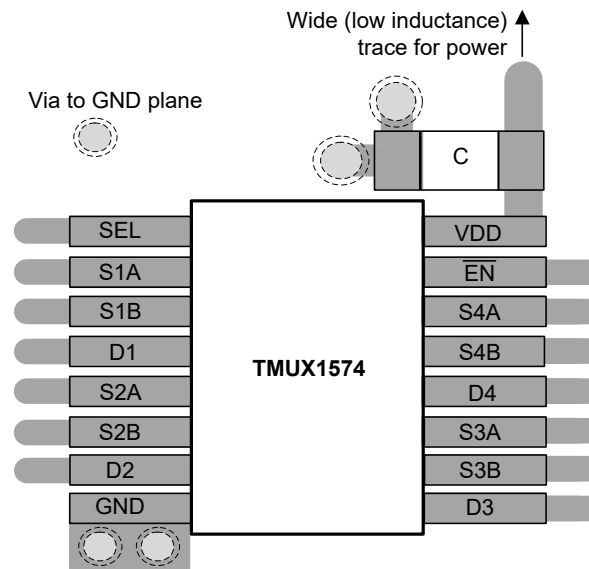 Wide (low inductance)
trace for power
Via to GND plane
C
SEL
S1A
S1B
D1
S2A
S2B
D2
GND
TMUX1574
VDD
E̅N̅
S4A
S4B
D4
S3A
S3B
D3